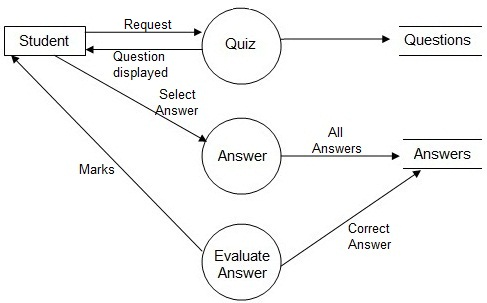 Request
Student
Quiz
Questions
Question
displayed
Select
Answer
All
Answers
Answer
Answers
Marks
Correct
Answer
Evaluate
Answer